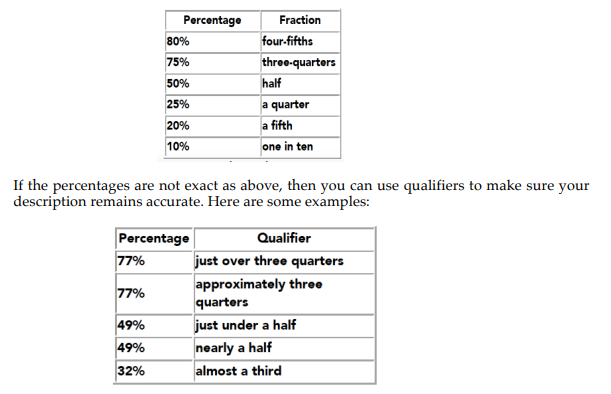 Percentage Fraction
80% four-fifths
75% three-quarters
50% half
25% a quarter
20% a fifth
10% one in ten
If the percentages are not exact as above, then you can use qualifiers to make sure your
description remains accurate. Here are some examples:
Percentage Qualifier
77% just over three quarters
77% approximately three
quarters
49% just under a half
49% nearly a half
32% almost a third